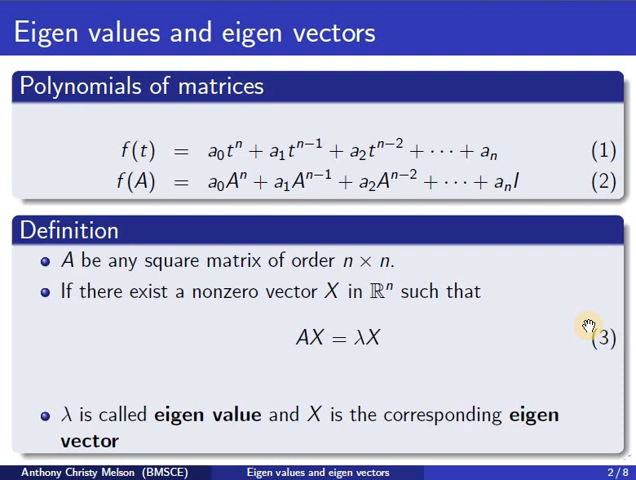 Eigen values and eigen vectors
Polynomials of matrices
f(t) = a₀tⁿ + a₁tⁿ⁻¹ + a₂tⁿ⁻² + ··· + aₙ (1)
f(A) = a₀Aⁿ + a₁Aⁿ⁻¹ + a₂Aⁿ⁻² + ··· + aₙI (2)
Definition
A be any square matrix of order n × n.
If there exist a nonzero vector X in ℝⁿ such that
AX = λX (3)
λ is called eigen value and X is the corresponding eigen
vector
Anthony Christy Melson (BMSCE) Eigen values and eigen vectors 2 / 8